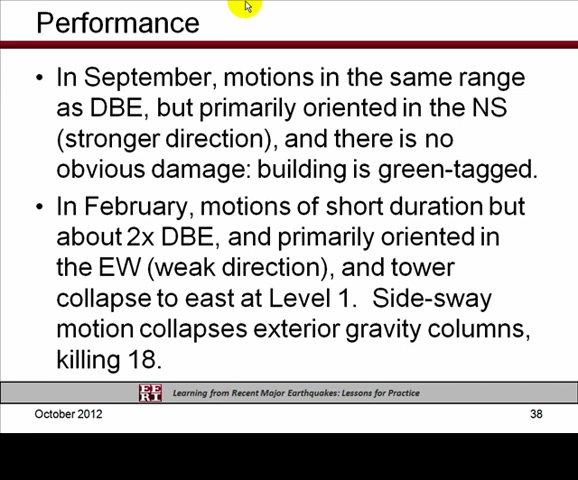 Performance
• In September, motions in the same range
as DBE, but primarily oriented in the NS
(stronger direction), and there is no
obvious damage: building is green-tagged.
• In February, motions of short duration but
about 2x DBE, and primarily oriented in
the EW (weak direction), and tower
collapse to east at Level 1.  Side-sway
motion collapses exterior gravity columns,
killing 18.
EE
RI
Learning from Recent Major Earthquakes: Lessons for Practice
October 2012
38